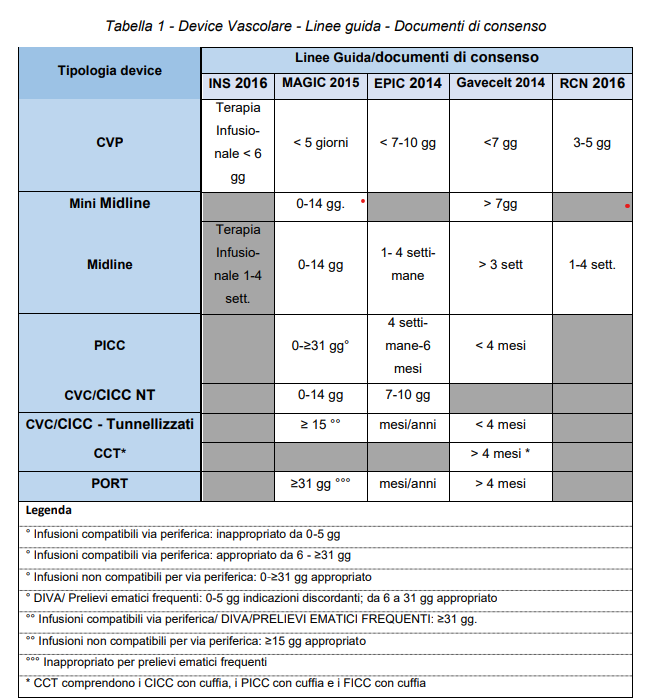 Tabella 1 - Device Vascolare - Linee guida - Documenti di consenso
Tipologia device
Linee Guida/documenti di consenso
INS 2016
MAGIC 2015
EPIC 2014
Gavecelt 2014
RCN 2016
CVP
Terapia
Infusio-
nale < 6
gg
< 5 giorni
< 7-10 gg
<7 gg
3-5 gg
Mini Midline
0-14 gg.
> 7gg
Midline
Terapia
Infusio-
nale 1-4
sett.
0-14 gg
1- 4 setti-
mane
> 3 sett
1-4 sett.
PICC
0-≥31 gg°
4 setti-
mane-6
mesi
< 4 mesi
CVC/CICC NT
0-14 gg
7-10 gg
CVC/CICC - Tunnellizzati
≥ 15 °°
mesi/anni
< 4 mesi
CCT*
> 4 mesi *
PORT
≥31 gg °°°
mesi/anni
> 4 mesi
Legenda
° Infusioni compatibili via periferica: inappropriato da 0-5 gg
° Infusioni compatibili via periferica: appropriato da 6 - ≥31 gg
° Infusioni non compatibili per via periferica: 0-≥31 gg appropriato
° DIVA/ Prelievi ematici frequenti: 0-5 gg indicazioni discordanti; da 6 a 31 gg appropriato
°° Infusioni compatibili via periferica/ DIVA/PRELIEVI EMATICI FREQUENTI: ≥31 gg.
°° Infusioni non compatibili per via periferica: ≥15 gg appropriato
°°° Inappropriato per prelievi ematici frequenti
* CCT comprendono i CICC con cuffia, i PICC con cuffia e i FICC con cuffia